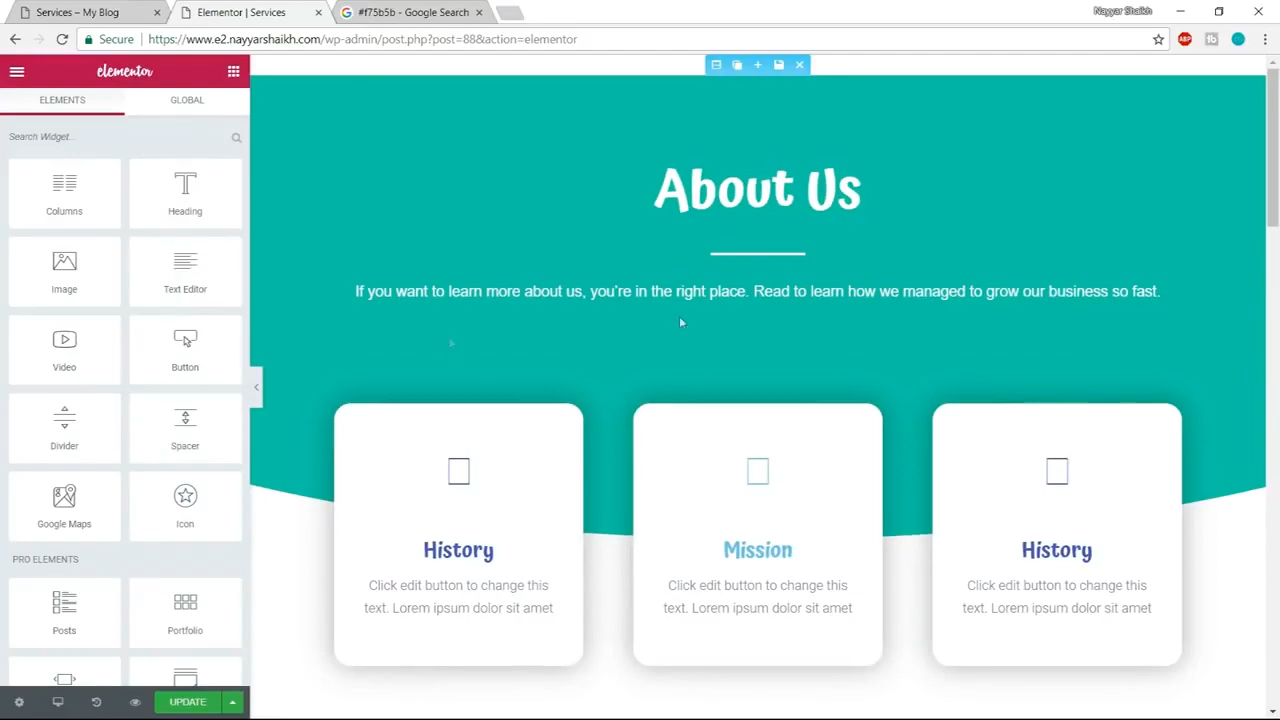 Services – My Blog
Elementor | Services
#f75b5b - Google Search
Nayyar Shaikh
Secure
https://www.e2.nayyarshaikh.com/wp-admin/post.php?post=88&action=elementor
ABP
tb
elementor
ELEMENTS
GLOBAL
Search Widget...
Columns
Heading
Image
Text Editor
Video
Button
Divider
Spacer
Google Maps
Icon
PRO ELEMENTS
Posts
Portfolio
UPDATE
About Us
If you want to learn more about us, you're in the right place. Read to learn how we managed to grow our business so fast.
History
Click edit button to change this
text. Lorem ipsum dolor sit amet
Mission
Click edit button to change this
text. Lorem ipsum dolor sit amet
History
Click edit button to change this
text. Lorem ipsum dolor sit amet